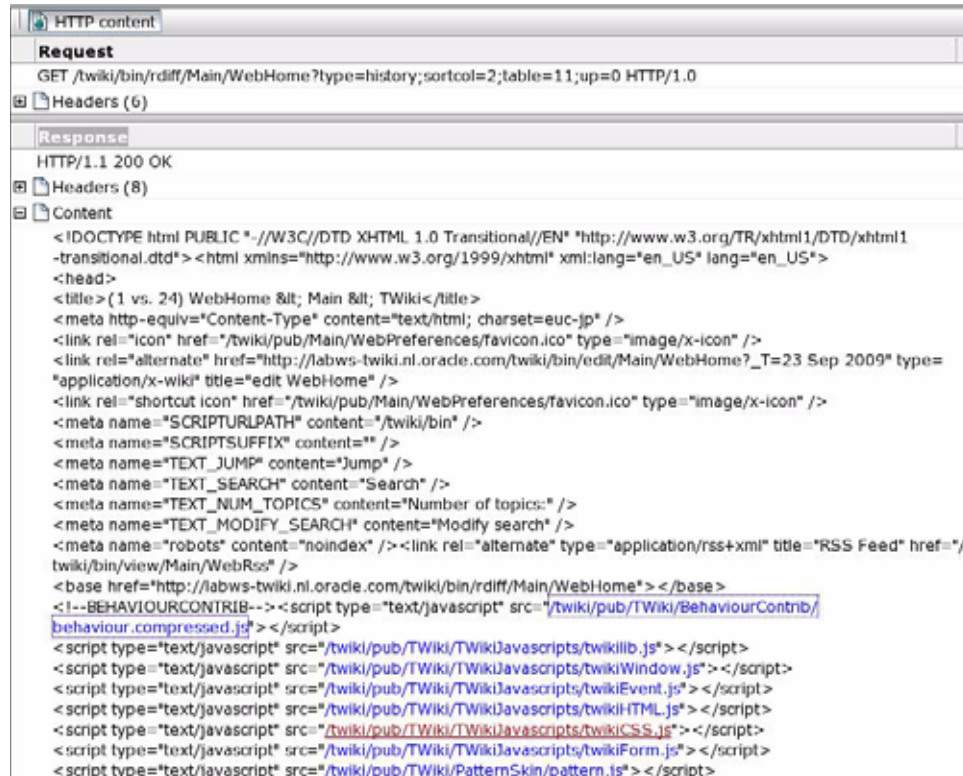 HTTP content
Request
GET /twiki/bin/rdiff/Main/WebHome?type=history;sortcol=2;table=11;up=0 HTTP/1.0
Headers (6)
Response
HTTP/1.1 200 OK
Headers (8)
Content
<!DOCTYPE html PUBLIC "-//W3C//DTD XHTML 1.0 Transitional//EN" "http://www.w3.org/TR/xhtml1/DTD/xhtml1
-transitional.dtd"><html xmlns="http://www.w3.org/1999/xhtml" xml:lang="en_US" lang="en_US">
<head>
<title>(1 vs. 24) WebHome &lt; Main &lt; TWiki</title>
<meta http-equiv="Content-Type" content="text/html; charset=euc-jp" />
<link rel="icon" href="/twiki/pub/Main/WebPreferences/favicon.ico" type="image/x-icon" />
<link rel="alternate" href="http://labws-twiki.nl.oracle.com/twiki/bin/edit/Main/WebHome?_T=23 Sep 2009" type=
"application/x-wiki" title="edit WebHome" />
<link rel="shortcut icon" href="/twiki/pub/Main/WebPreferences/favicon.ico" type="image/x-icon" />
<meta name="SCRIPTURLPATH" content="/twiki/bin" />
<meta name="SCRIPTSUFFIX" content="" />
<meta name="TEXT_JUMP" content="Jump" />
<meta name="TEXT_SEARCH" content="Search" />
<meta name="TEXT_NUM_TOPICS" content="Number of topics:" />
<meta name="TEXT_MODIFY_SEARCH" content="Modify search" />
<meta name="robots" content="noindex" /><link rel="alternate" type="application/rss+xml" title="RSS Feed" href="/
twiki/bin/view/Main/WebRss" />
<base href="http://labws-twiki.nl.oracle.com/twiki/bin/rdiff/Main/WebHome"></base>
<!--BEHAVIOURCONTRIB--><script type="text/javascript" src="/twiki/pub/TWiki/BehaviourContrib/
behaviour.compressed.js"></script>
<script type="text/javascript" src="/twiki/pub/TWiki/TWikiJavascripts/twikilib.js"></script>
<script type="text/javascript" src="/twiki/pub/TWiki/TWikiJavascripts/twikiWindow.js"></script>
<script type="text/javascript" src="/twiki/pub/TWiki/TWikiJavascripts/twikiEvent.js"></script>
<script type="text/javascript" src="/twiki/pub/TWiki/TWikiJavascripts/twikiHTML.js"></script>
<script type="text/javascript" src="/twiki/pub/TWiki/TWikiJavascripts/twikiCSS.js"></script>
<script type="text/javascript" src="/twiki/pub/TWiki/TWikiJavascripts/twikiForm.js"></script>
<script type="text/javascript" src="/twiki/pub/TWiki/PatternSkin/pattern.js"></script>